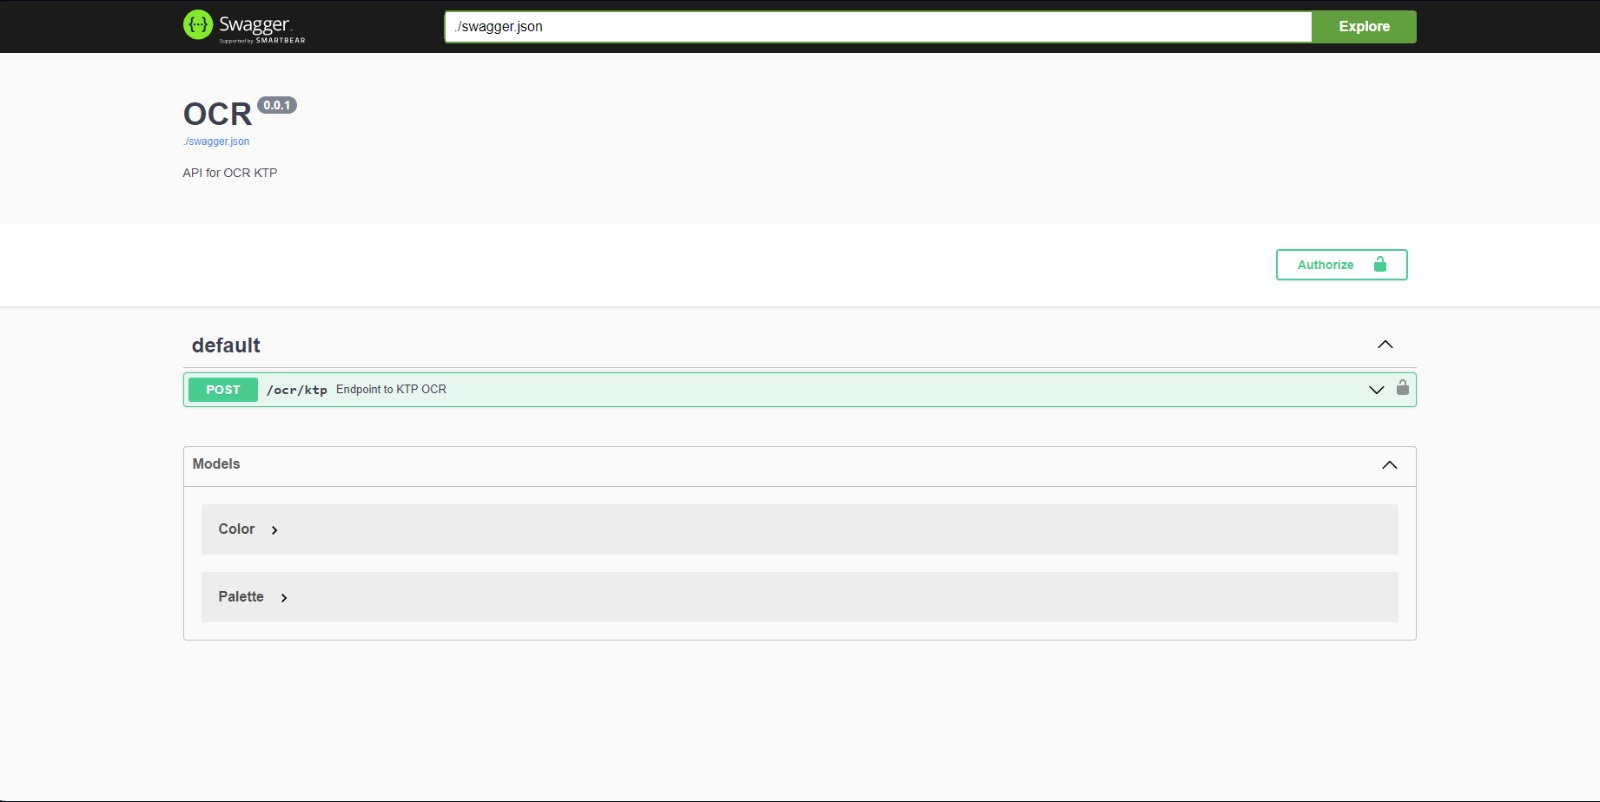 Swagger
Supported by SMARTBEAR
./swagger.json
Explore
OCR 0.0.1
./swagger.json
API for OCR KTP
Authorize
default
POST /ocr/ktp Endpoint to KTP OCR
Models
Color
Palette